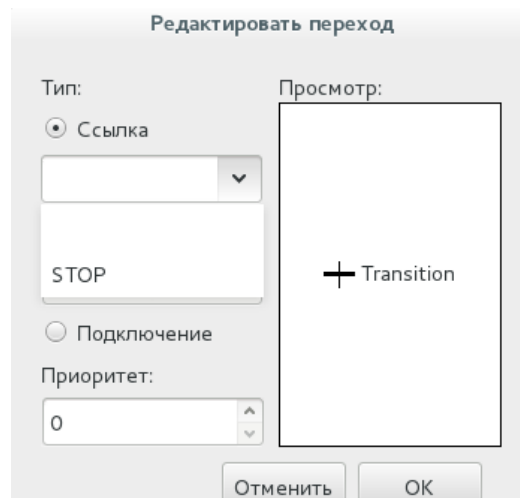 Редактировать переход
Тип:
Ссылка
STOP
Подключение
Приоритет:
0
Просмотр:
Transition
Отменить
OK